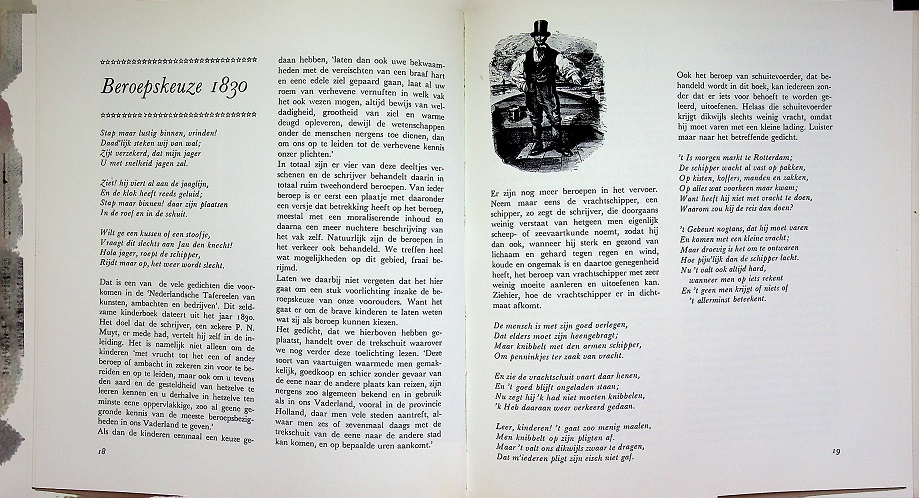 Beroepskeuze 1830
Stap maar lustig binnen, vrinden!
Daad'lijk steken wij van wal;
Zijt verzekerd, dat mijn jager
U met snelheid jagen zal.
Ziet! hij viert al aan de jaaglijn,
En de klok heeft reeds geluid;
Stap maar binnen! daar zijn plaatsen
In de roef en in de schuit.
Wilt ge een kussen of een stoofje,
Vraagt dit slechts aan Jan den knecht!
Hola jager, roept de schipper,
Rijdt maar op, het weer wordt slecht.
Dat is een van de vele gedichten die voor-
komen in de 'Nederlandsche Tafereelen van
kunsten, ambachten en bedrijven'. Dit zeld-
zame kinderboek dateert uit het jaar 1830.
Het doel dat de schrijver, een zekere P. N.
Muyt, er mede had, vertelt hij zelf in de in-
leiding. Het is namelijk niet alleen om de
kinderen 'met vrucht tot het een of ander
beroep of ambacht in zekeren zin voor te be-
reiden en op te leiden, maar ook om u tevens
den aard en de gesteldheid van hetzelve te
leeren kennen en u derhalve in hetzelve ten
minste eene oppervlakkige, zoo al geene ge-
gronde kennis van de meeste beroepsbezig-
heden in ons Vaderland te geven.'
Als dan de kinderen eenmaal een keuze ge-
18
daan hebben, 'laten dan ook uwe bekwaam-
heden met de vereischten van een braaf hart
en eene edele ziel gepaard gaan, laat al uw
roem van verhevene vernuften in welk vak
het ook wezen mogen, altijd bewijs van wel-
dadigheid, grootheid van ziel en warme
deugd opleveren, dewijl de wetenschappen
onder de menschen nergens toe dienen, dan
om ons op te leiden tot de verhevene kennis
onzer plichten.'
In totaal zijn er vier van deze deeltjes ver-
schenen en de schrijver behandelt daarin in
totaal ruim tweehonderd beroepen. Van ieder
beroep is er eerst een plaatje met daaronder
een versje dat betrekking heeft op het beroep,
meestal met een moraliserende inhoud en
daarna een meer nuchtere beschrijving van
het vak zelf. Natuurlijk zijn de beroepen in
het verkeer ook behandeld. We treffen heel
wat mogelijkheden op dit gebied, fraai be-
rijmd.
Laten we daarbij niet vergeten dat het hier
gaat om een stuk voorlichting inzake de be-
roepskeuze van onze voorouders. Want het
gaat er om de brave kinderen te laten weten
wat zij als beroep kunnen kiezen.
Het gedicht, dat we hierboven hebben ge-
plaatst, handelt over de trekschuit waarover
we nog verder deze toelichting lezen. 'Deze
soort van vaartuigen waarmede men gemak-
kelijk, goedkoop en schier zonder gevaar van
de eene naar de andere plaats kan reizen, zijn
nergens zoo algemeen bekend en in gebruik
als in ons Vaderland, vooral in de provincie
Holland, daar men vele steden aantreft, al-
waar men zes of zevenmaal daags met de
trekschuit van de eene naar de andere stad
kan komen, en op bepaalde uren aankomt.'
Er zijn nog meer beroepen in het vervoer.
Neem maar eens de vrachtschipper, een
schipper, zo zegt de schrijver, die doorgaans
weinig verstaat van hetgeen men eigenlijk
scheep- of zeevaartkunde noemt, zodat hij
dan ook, wanneer hij sterk en gezond van
lichaam en gehard tegen regen en wind,
koude en ongemak is en daartoe genegenheid
heeft, het beroep van vrachtschipper met zeer
weinig moeite aanleren en uitoefenen kan.
Ziehier, hoe de vrachtschipper er in dicht-
maat afkomt.
De mensch is met zijn goed verlegen,
Dat elders moet zijn heengebragt;
Maar knibbelt met den armen schipper,
Om penninkjes ter zaak van vracht.
En zie de vrachtschuit vaart daar henen,
En 't goed blijft ongeladen staan;
Nu zegt hij 'k had niet moeten knibbelen,
'k Heb daaraan weer verkeerd gedaan.
Leer, kinderen! 't gaat zoo menig maalen,
Men knibbelt op zijn pligten af.
Maar 't valt ons dikwijls zwaar te dragen,
Dat m'iederen pligt zijn eisch niet gaf.
Ook het beroep van schuitevoerder, dat be-
handeld wordt in dit boek, kan iedereen zon-
der dat er iets voor behoeft te worden ge-
leerd, uitoefenen. Helaas die schuitevoerder
krijgt dikwijls slechts weinig vracht, omdat
hij moet varen met een kleine lading. Luister
maar naar het betreffende gedicht.
't Is morgen markt te Rotterdam;
De schipper wacht al vast op pakken,
Op kisten, koffers, manden en zakken,
Op alles wat voorheen maar kwam;
Want heeft hij niet met vracht te doen,
Waarom zou hij de reis dan doen?
't Gebeurt nogtans, dat hij moet varen
En komen met een kleine vracht;
Maar droevig is het om te ontwaren
Hoe pijn'lijk dan de schipper lacht.
Nu 't valt ook altijd hard,
wanneer men op iets rekent
En 't geen men krijgt of niets of
't allerminst beteekent.
19